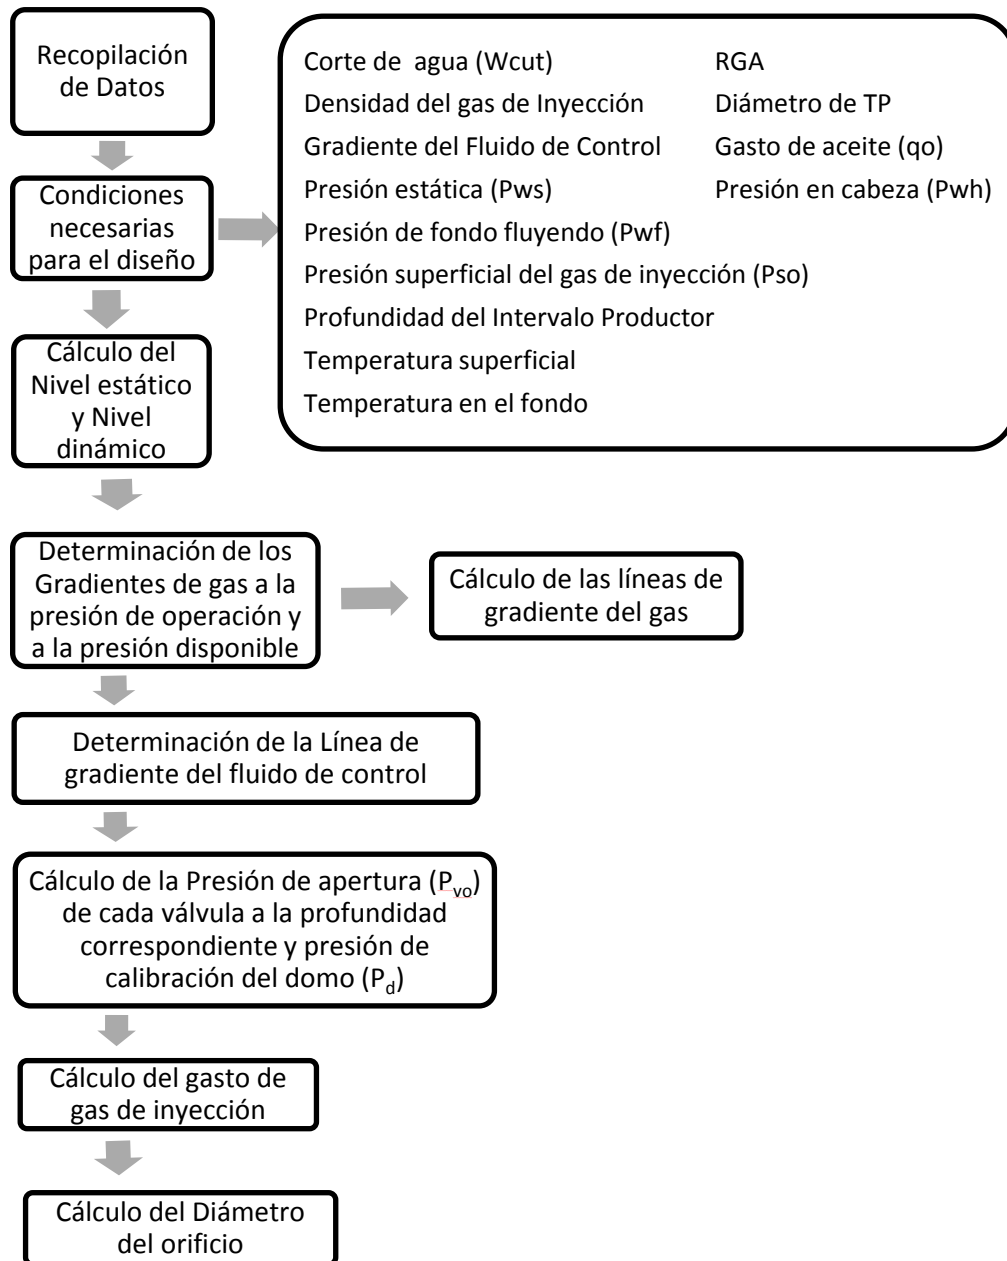 Recopilación
de Datos
Condiciones
necesarias
para el diseño
Corte de agua (Wcut)
RGA
Densidad del gas de Inyección
Diámetro de TP
Gradiente del Fluido de Control
Gasto de aceite (qo)
Presión estática (Pws)
Presión en cabeza (Pwh)
Presión de fondo fluyendo (Pwf)
Presión superficial del gas de inyección (Pso)
Profundidad del Intervalo Productor
Temperatura superficial
Temperatura en el fondo
Cálculo del
Nivel estático
y Nivel
dinámico
Determinación de los
Gradientes de gas a la
presión de operación y
a la presión disponible
Cálculo de las líneas de
gradiente del gas
Determinación de la Línea de
gradiente del fluido de control
Cálculo de la Presión de apertura (Pvo)
de cada válvula a la profundidad
correspondiente y presión de
calibración del domo (Pd)
Cálculo del gasto de
gas de inyección
Cálculo del Diámetro
del orificio